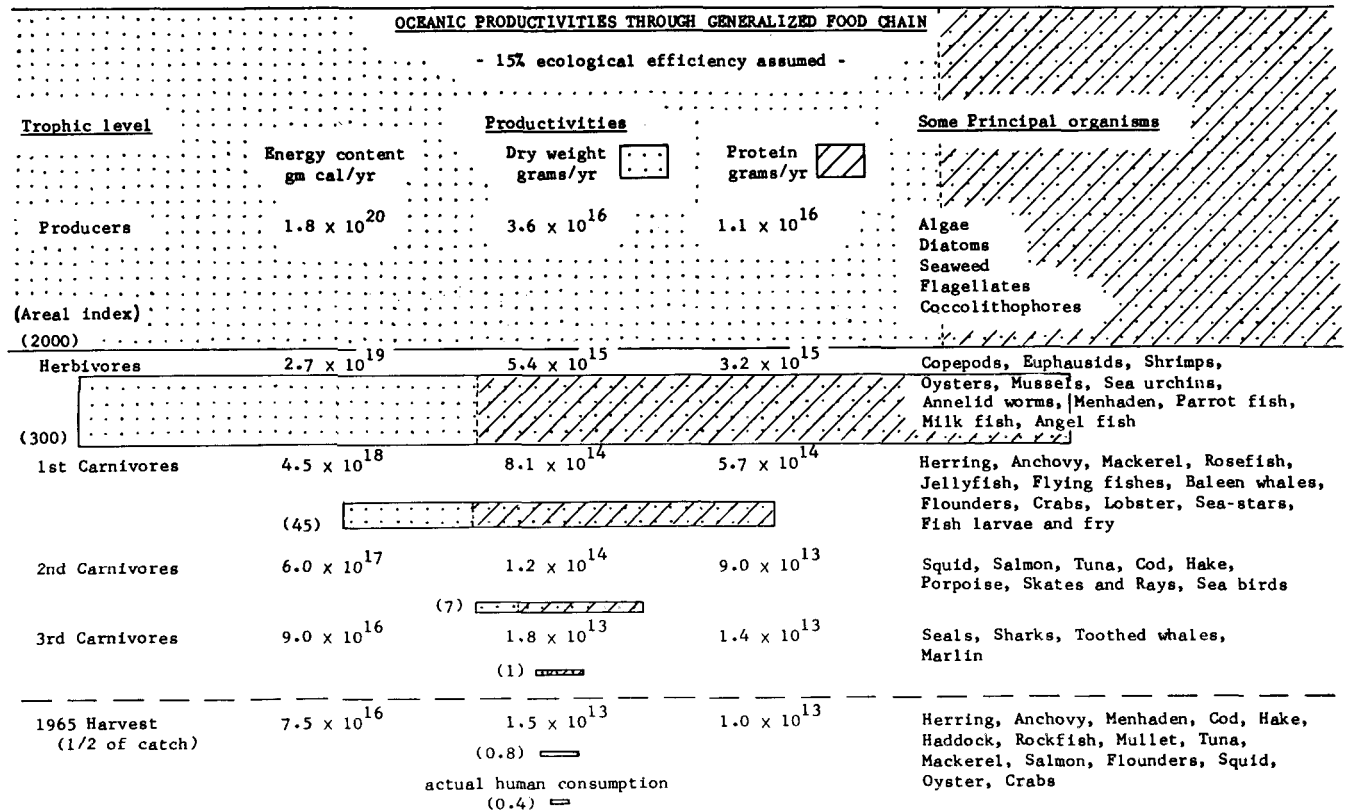 OCEANIC PRODUCTIVITIES THROUGH GENERALIZED FOOD CHAIN
- 15% ecological efficiency assumed -
Trophic level Productivities Some Principal organisms
Energy content Dry weight Protein
gm cal/yr grams/yr grams/yr
Producers 1.8 x 10^20 3.6 x 10^16 1.1 x 10^16 Algae
Diatoms
Seaweed
Flagellates
Coccolithophores
(Areal index)
(2000)
Herbivores 2.7 x 10^19 5.4 x 10^15 3.2 x 10^15 Copepods, Euphausids, Shrimps,
Oysters, Mussels, Sea urchins,
Annelid worms, Menhaden, Parrot fish,
(300) Milk fish, Angel fish
1st Carnivores 4.5 x 10^18 8.1 x 10^14 5.7 x 10^14 Herring, Anchovy, Mackerel, Rosefish,
Jellyfish, Flying fishes, Baleen whales,
(45) Flounders, Crabs, Lobster, Sea-stars,
Fish larvae and fry
2nd Carnivores 6.0 x 10^17 1.2 x 10^14 9.0 x 10^13 Squid, Salmon, Tuna, Cod, Hake,
Porpoise, Skates and Rays, Sea birds
(7)
3rd Carnivores 9.0 x 10^16 1.8 x 10^13 1.4 x 10^13 Seals, Sharks, Toothed whales,
Marlin
(1)
1965 Harvest 7.5 x 10^16 1.5 x 10^13 1.0 x 10^13 Herring, Anchovy, Menhaden, Cod, Hake,
(1/2 of catch) Haddock, Rockfish, Mullet, Tuna,
(0.8) Mackerel, Salmon, Flounders, Squid,
actual human consumption Oyster, Crabs
(0.4)